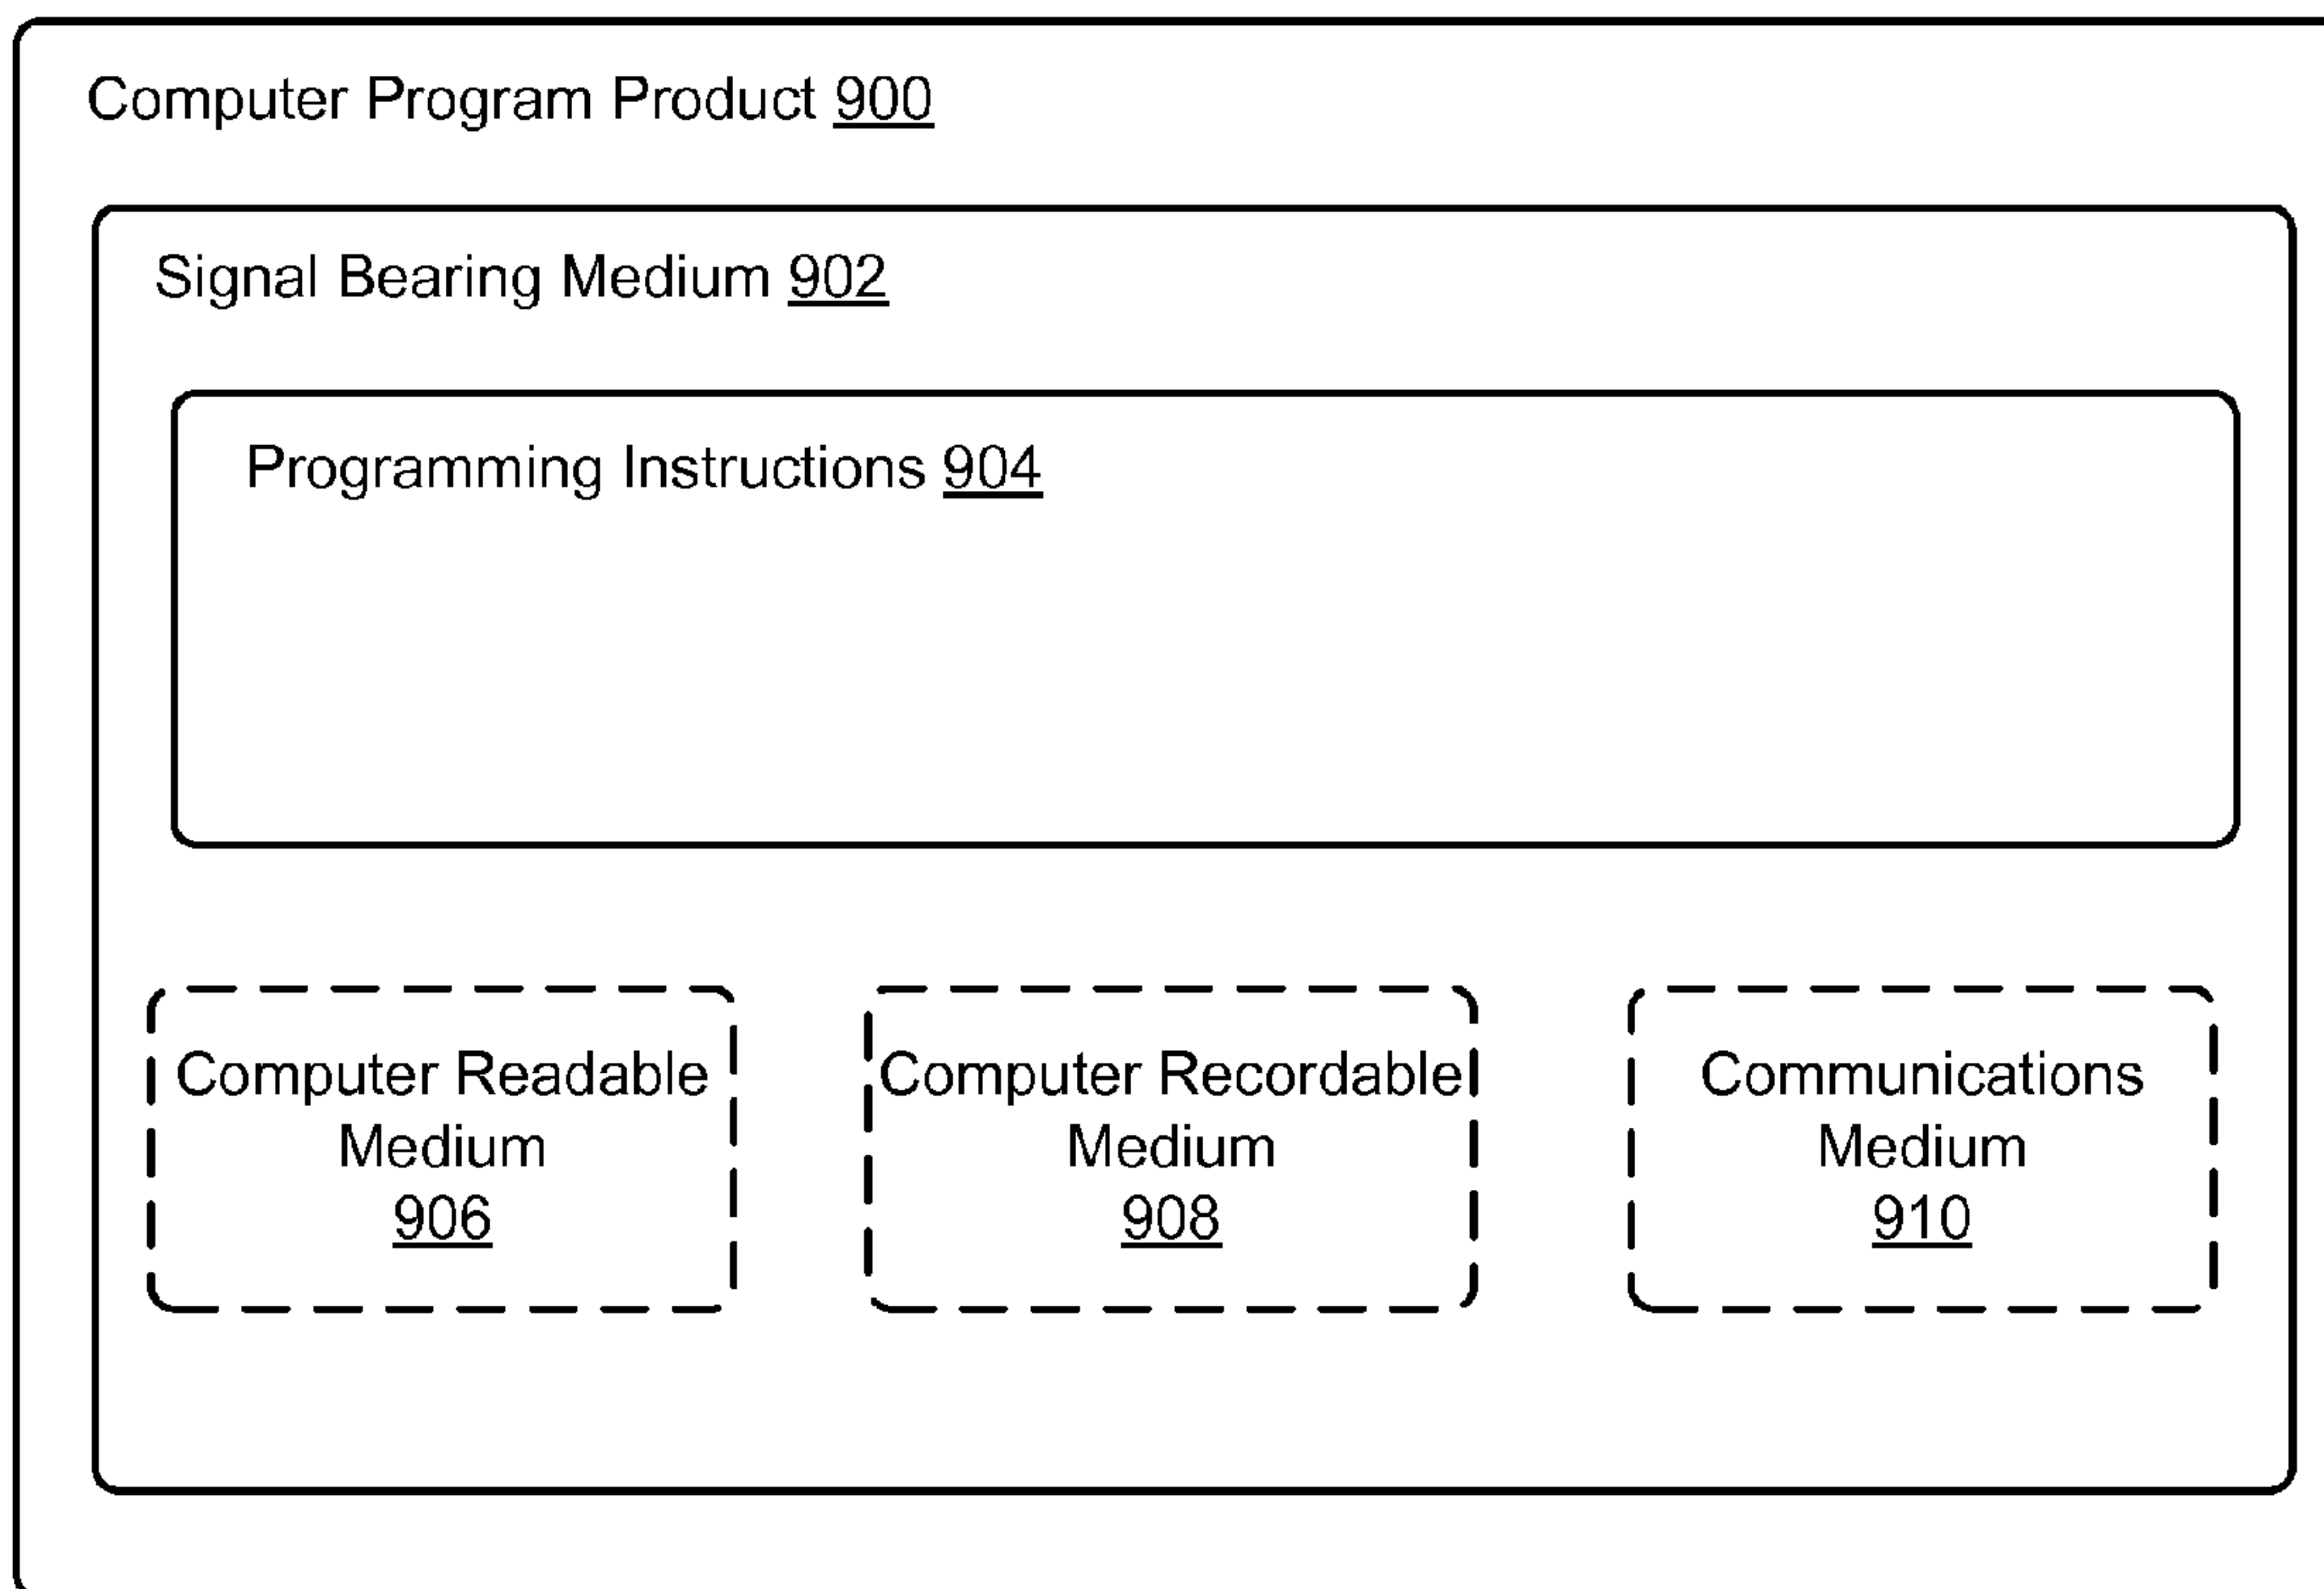 Computer Program Product 900
Signal Bearing Medium 902
Programming Instructions 904
Computer Readable
Medium
906
Computer Recordable
Medium
908
Communications
Medium
910